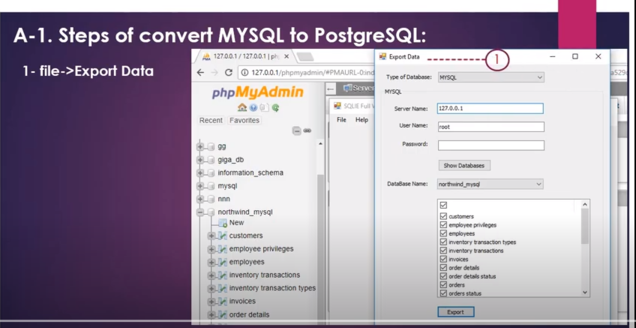 A-1. Steps of convert MYSQL to PostgreSQL:
1- file->Export Data
127.0.0.1 / 127.0.0.1 | ph
127.0.0.1/phpmyadmin/#PMAURL-0:ind
phpMyAdmin
Recent Favorites
gg
giga_db
information_schema
mysql
nnn
northwind_mysql
New
customers
employee privileges
employees
inventory transactions
inventory transaction types
invoices
order details
Server
File Help
Export Data
1
Type of Database: MYSQL
MYSQL
Server Name: 127.0.0.1
User Name: root
Password:
Show Databases
DataBase Name: northwind_mysql
customers
employee privileges
employees
inventory transaction types
inventory transactions
invoices
order details
order details status
orders
orders status
Export